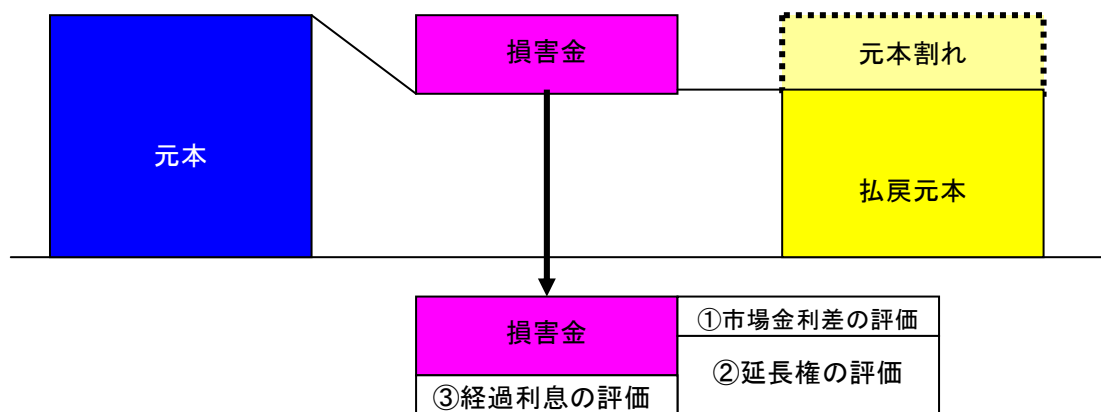 損害金
元本割れ
元本
払戻元本
損害金
①市場金利差の評価
②延長権の評価
③経過利息の評価